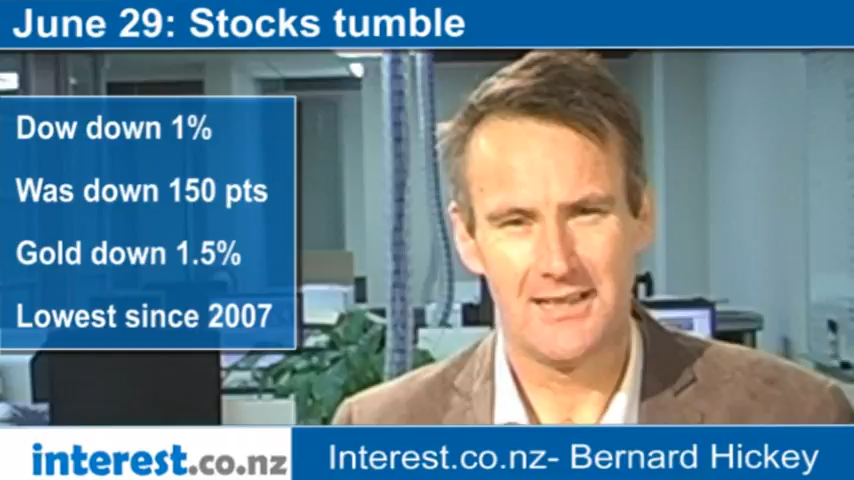 June 29: Stocks tumble
Dow down 1%
Was down 150 pts
Gold down 1.5%
Lowest since 2007
interest.co.nz
Interest.co.nz- Bernard Hickey